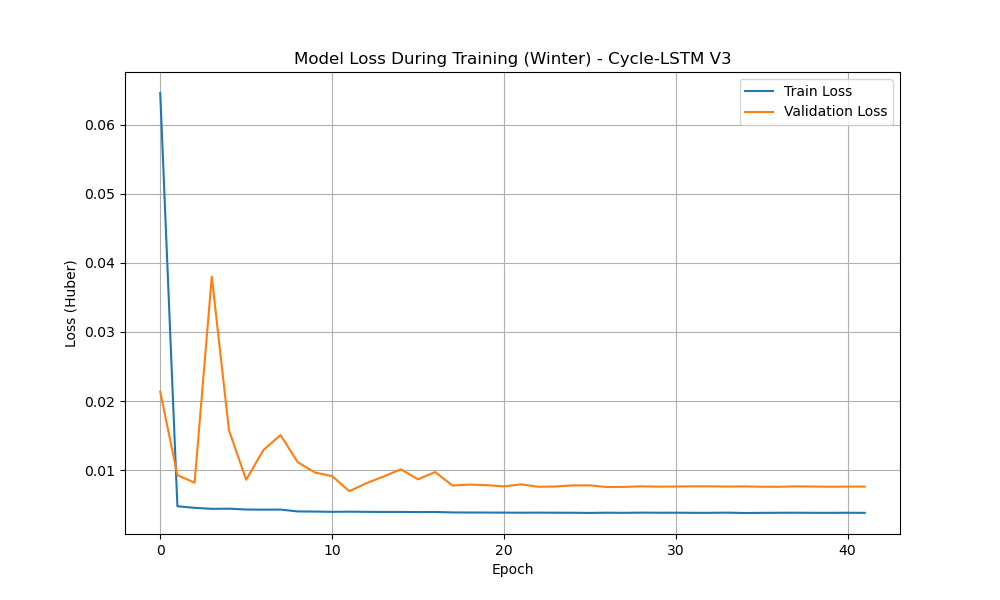 Model Loss During Training (Winter) - Cycle-LSTM V3
Train Loss
Validation Loss
0.06
0.05
0.04
0.03
0.02
0.01
Loss (Huber)
0 10 20 30 40
Epoch